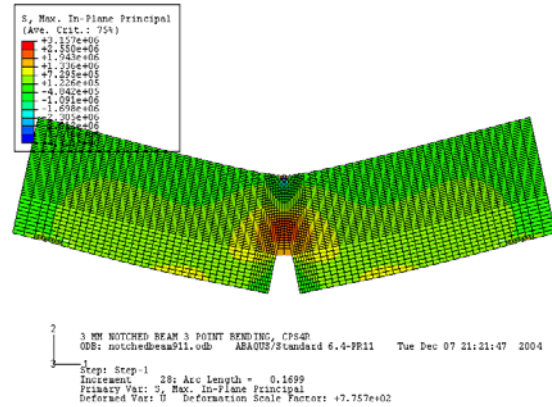 S, Max. In-Plane Principal
(Ave. Crit.: 75%)
+3.157e+06
+2.550e+06
+1.943e+06
+1.336e+06
+7.295e+05
+1.226e+05
-4.842e+05
-1.091e+06
-1.698e+06
-2.305e+06
2
3
1
3 MM NOTCHED BEAM 3 POINT BENDING, CPS4R
ODB: notchedbeam911.odb ABAQUS/Standard 6.4-PR11 Tue Dec 07 21:21:47 2004
Step: Step-1
Increment 28: Arc Length = 0.1699
Primary Var: S, Max. In-Plane Principal
Deformed Var: U Deformation Scale Factor: +7.757e+02